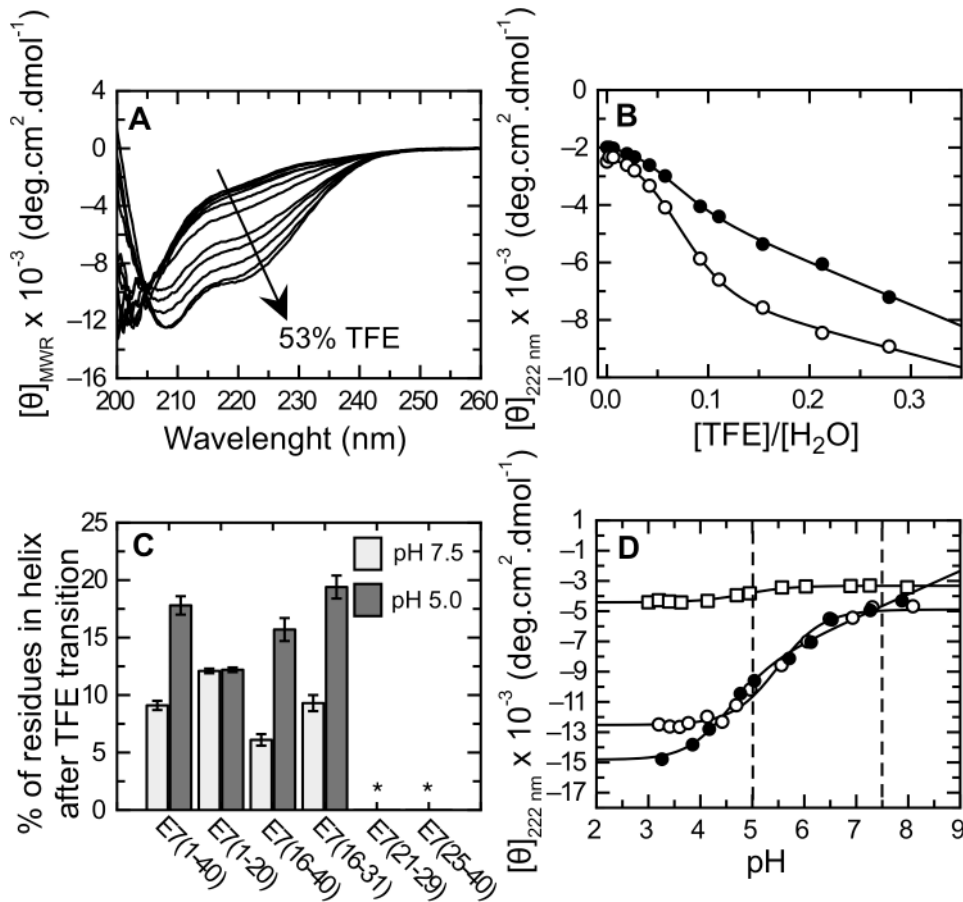 A
[θ]MWR x 10⁻³ (deg.cm².dmol⁻¹)
4
0
–4
–8
–12
–16
53% TFE
200 210 220 230 240 250 260
Wavelenght (nm)
B
[θ]222 nm x 10⁻³ (deg.cm².dmol⁻¹)
0
–2
–4
–6
–8
–10
0.0 0.1 0.2 0.3
[TFE]/[H₂O]
C
% of residues in helix
after TFE transition
25
20
15
10
5
0
pH 7.5
pH 5.0
* *
E7(1-40)
E7(1-20)
E7(16-40)
E7(16-31)
E7(21-29)
E7(25-40)
D
[θ]222 nm x 10⁻³ (deg.cm².dmol⁻¹)
1
–1
–3
–5
–7
–9
–11
–13
–15
–17
2 3 4 5 6 7 8 9
pH